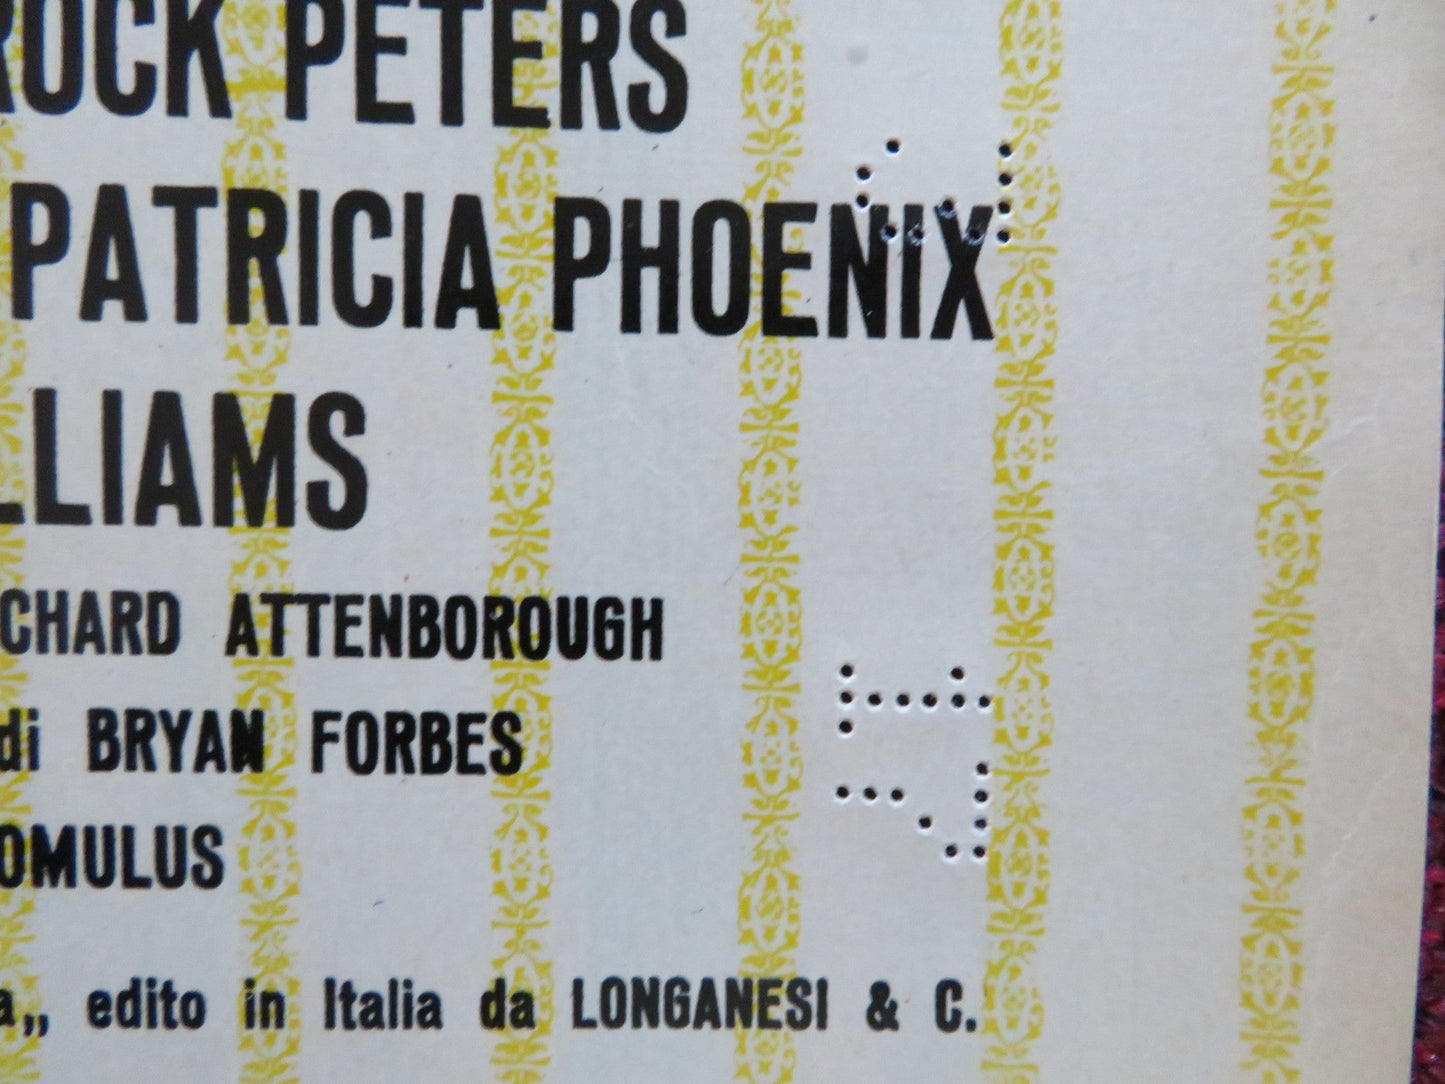 ROCK PETERS
PATRICIA PHOENIX
LLIAMS
CHARD ATTENBOROUGH
di BRYAN FORBES
OMULUS
a„ edito in Italia da LONGANESI & C.